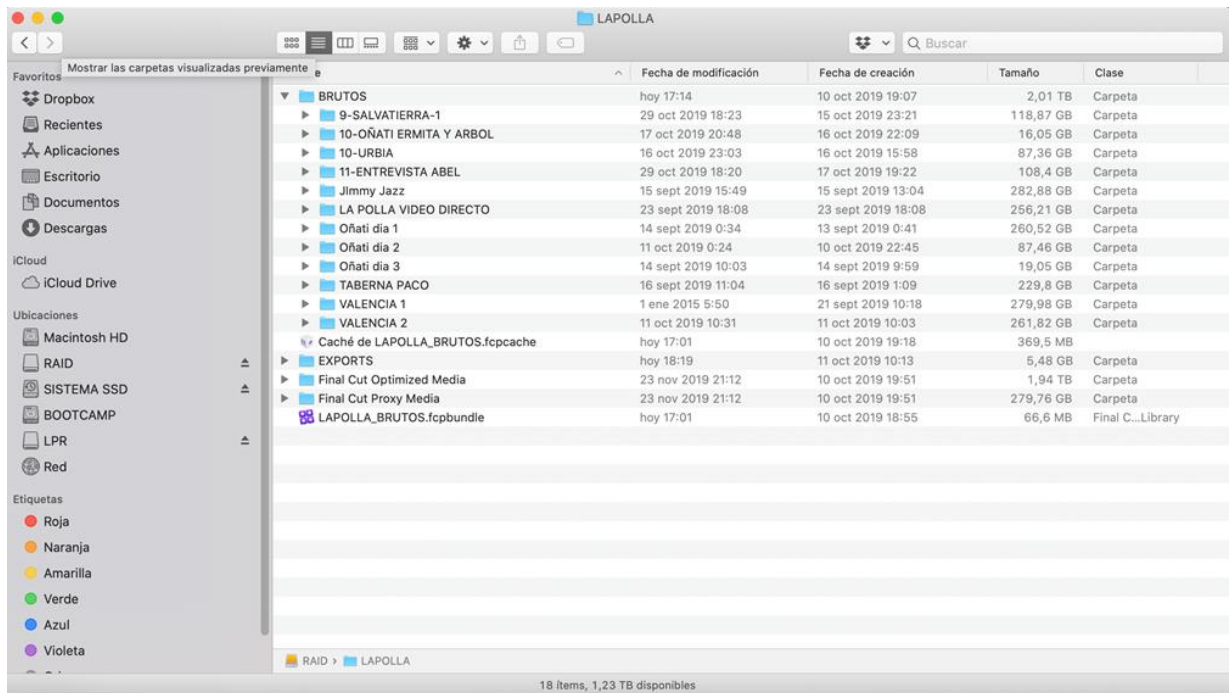 LAPOLLA
Buscar
Mostrar las carpetas visualizadas previamente
Favoritos
Dropbox
Recientes
Aplicaciones
Escritorio
Documentos
Descargas
iCloud
iCloud Drive
Ubicaciones
Macintosh HD
RAID
SISTEMA SSD
BOOTCAMP
LPR
Red
Etiquetas
Roja
Naranja
Amarilla
Verde
Azul
Violeta
e Fecha de modificación Fecha de creación Tamaño Clase
BRUTOS hoy 17:14 10 oct 2019 19:07 2,01 TB Carpeta
9-SALVATIERRA-1 29 oct 2019 18:23 15 oct 2019 23:21 118,87 GB Carpeta
10-OÑATI ERMITA Y ARBOL 17 oct 2019 20:48 16 oct 2019 22:09 16,05 GB Carpeta
10-URBIA 16 oct 2019 23:03 16 oct 2019 15:58 87,36 GB Carpeta
11-ENTREVISTA ABEL 29 oct 2019 18:20 17 oct 2019 19:22 108,4 GB Carpeta
JImmy Jazz 15 sept 2019 15:49 15 sept 2019 13:04 282,88 GB Carpeta
LA POLLA VIDEO DIRECTO 23 sept 2019 18:08 23 sept 2019 18:08 256,21 GB Carpeta
Oñati dia 1 14 sept 2019 0:34 13 sept 2019 0:41 260,52 GB Carpeta
Oñati dia 2 11 oct 2019 0:24 10 oct 2019 22:45 87,46 GB Carpeta
Oñati dia 3 14 sept 2019 10:03 14 sept 2019 9:59 19,05 GB Carpeta
TABERNA PACO 16 sept 2019 11:04 16 sept 2019 1:09 229,8 GB Carpeta
VALENCIA 1 1 ene 2015 5:50 21 sept 2019 10:18 279,98 GB Carpeta
VALENCIA 2 11 oct 2019 10:31 11 oct 2019 10:03 261,82 GB Carpeta
Caché de LAPOLLA_BRUTOS.fcpcache hoy 17:01 10 oct 2019 19:18 369,5 MB
EXPORTS hoy 18:19 11 oct 2019 10:13 5,48 GB Carpeta
Final Cut Optimized Media 23 nov 2019 21:12 10 oct 2019 19:51 1,94 TB Carpeta
Final Cut Proxy Media 23 nov 2019 21:12 10 oct 2019 19:51 279,76 GB Carpeta
LAPOLLA_BRUTOS.fcpbundle hoy 17:01 10 oct 2019 18:55 66,6 MB Final C...Library
RAID › LAPOLLA
18 ítems, 1,23 TB disponibles